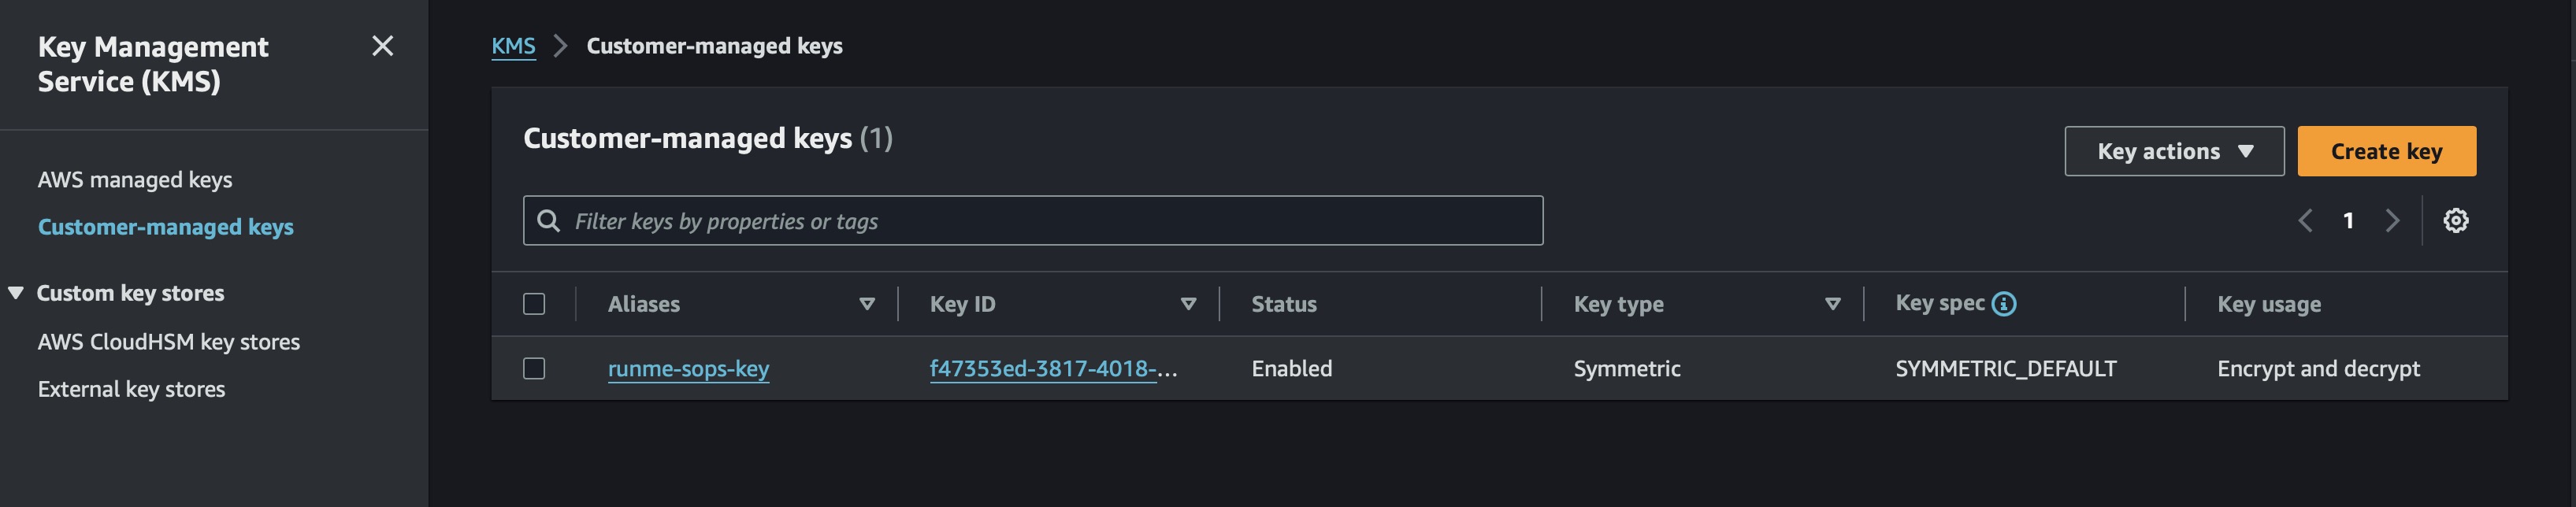 Key Management
Service (KMS)
AWS managed keys
Customer-managed keys
Custom key stores
AWS CloudHSM key stores
External key stores
KMS > Customer-managed keys
Customer-managed keys (1)
Key actions
Create key
Filter keys by properties or tags
1
Aliases Key ID Status Key type Key spec Key usage
runme-sops-key f47353ed-3817-4018-... Enabled Symmetric SYMMETRIC_DEFAULT Encrypt and decrypt